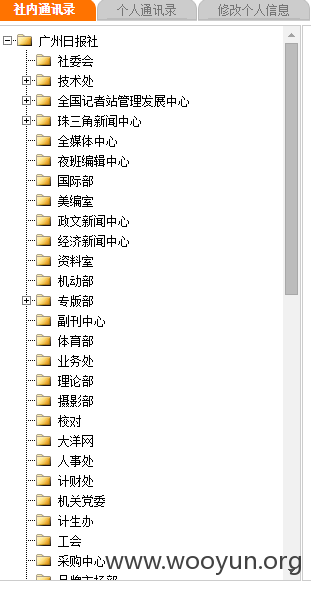 社内通讯录 个人通讯录 修改个人信息
广州日报社
社委会
技术处
全国记者站管理发展中心
珠三角新闻中心
全媒体中心
夜班编辑中心
国际部
美编室
政文新闻中心
经济新闻中心
资料室
机动部
专版部
副刊中心
体育部
业务处
理论部
摄影部
校对
大洋网
人事处
计财处
机关党委
计生办
工会
采购中心
www.wooyun.org
品牌市场部